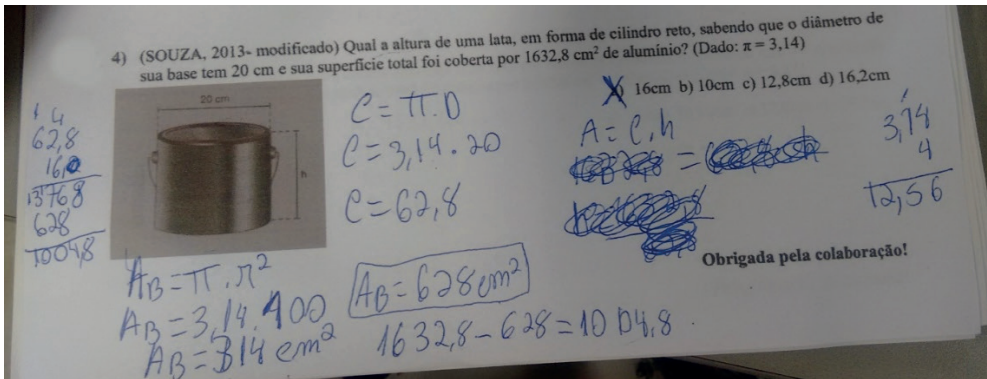 4) (SOUZA, 2013- modificado) Qual a altura de uma lata, em forma de cilindro reto, sabendo que o diâmetro de
sua base tem 20 cm e sua superfície total foi coberta por 1632,8 cm² de alumínio? (Dado: π = 3,14)
16cm b) 10cm c) 12,8cm d) 16,2cm
20 cm
h
1 4
62,8
16,0
13768
628
10048
C = π.D
C = 3,14 . 20
C = 62,8
A = C.h
3,14
4
12,56
Obrigada pela colaboração!
AB = π.r²
AB = 3,14.100
AB = 314 cm²
AB = 628 cm²
1632,8 - 628 = 1004,8